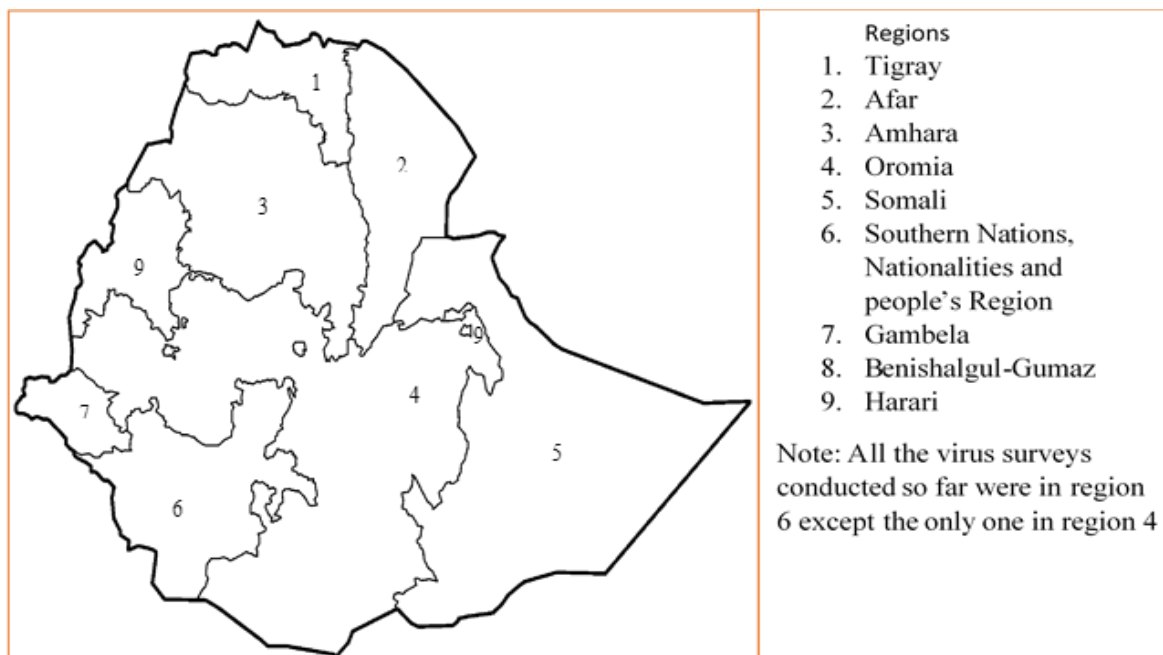 1
2
3
9
9
4
7
5
6
Regions
1. Tigray
2. Afar
3. Amhara
4. Oromia
5. Somali
6. Southern Nations,
Nationalities and
people's Region
7. Gambela
8. Benishalgul-Gumaz
9. Harari
Note: All the virus surveys
conducted so far were in region
6 except the only one in region 4